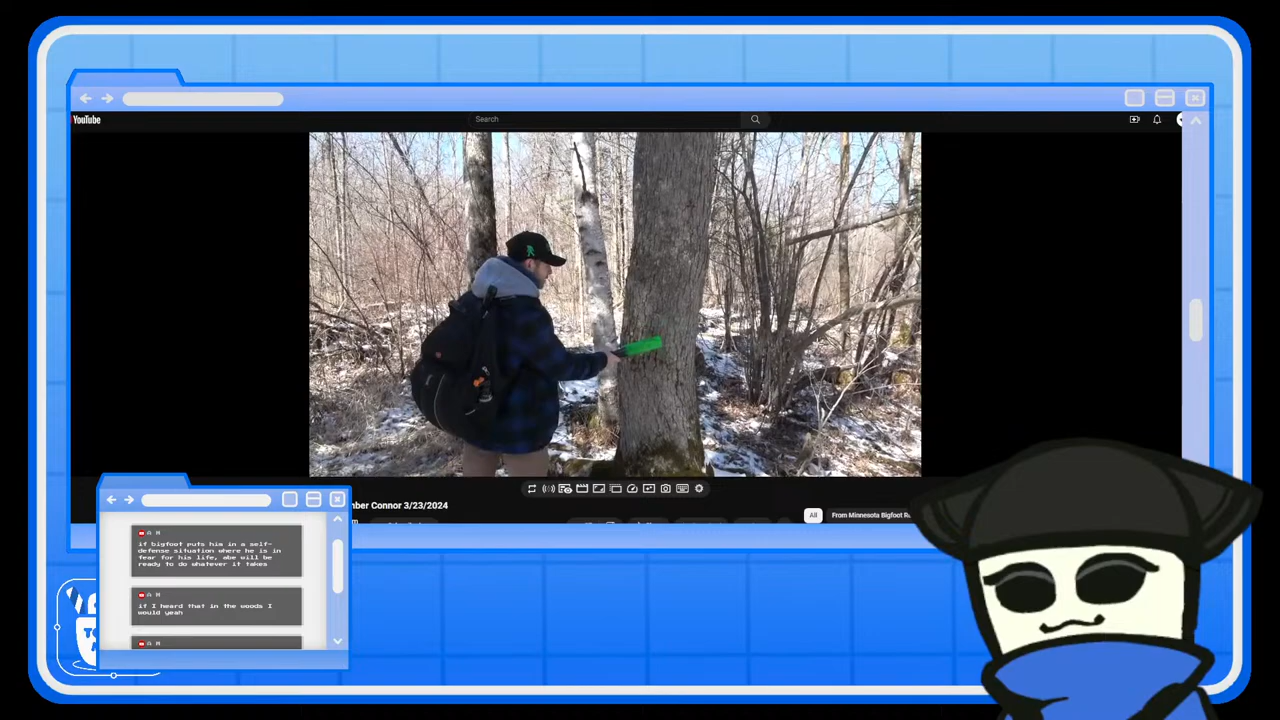 YouTube
Search
mber Connor 3/23/2024
All
From Minnesota Bigfoot R
A M
if bigfoot puts him in a self-
defense situation where he is in
fear for his life, abe will be
ready to do whatever it takes
A M
if I heard that in the woods I
would yeah
A M